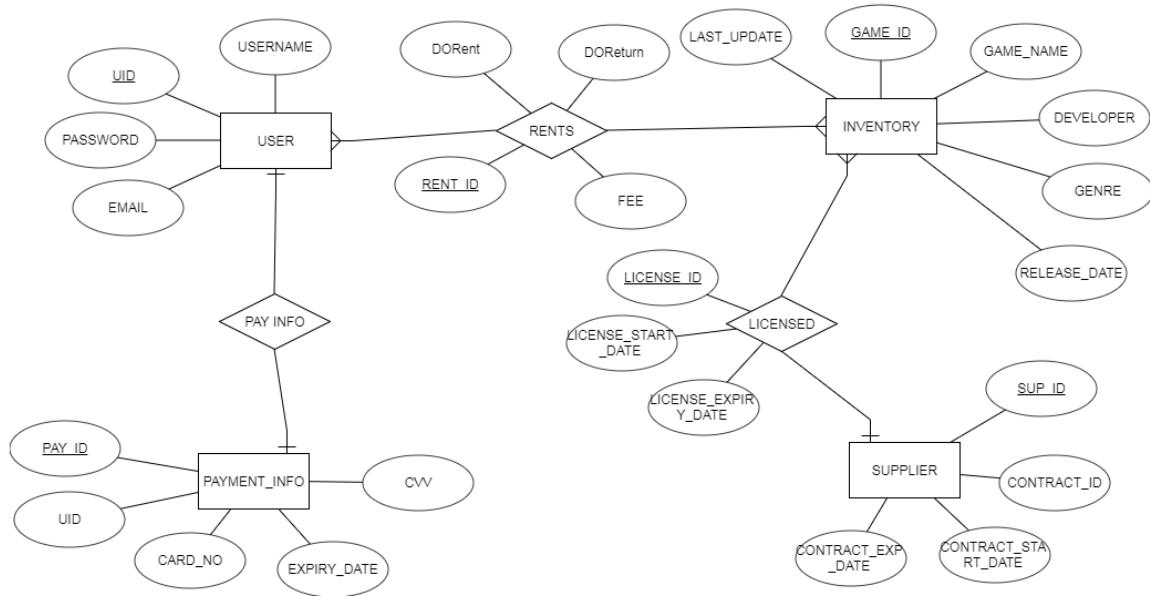 USERNAME
UID
PASSWORD
EMAIL
USER
DORent
DOReturn
RENTS
RENT_ID
FEE
LAST_UPDATE
GAME_ID
GAME_NAME
DEVELOPER
GENRE
RELEASE_DATE
INVENTORY
PAY INFO
LICENSE_ID
LICENSE_START
_DATE
LICENSE_EXPIR
Y_DATE
LICENSED
PAY_ID
UID
CARD_NO
EXPIRY_DATE
CVV
PAYMENT_INFO
SUP_ID
CONTRACT_ID
CONTRACT_STA
RT_DATE
CONTRACT_EXP
_DATE
SUPPLIER